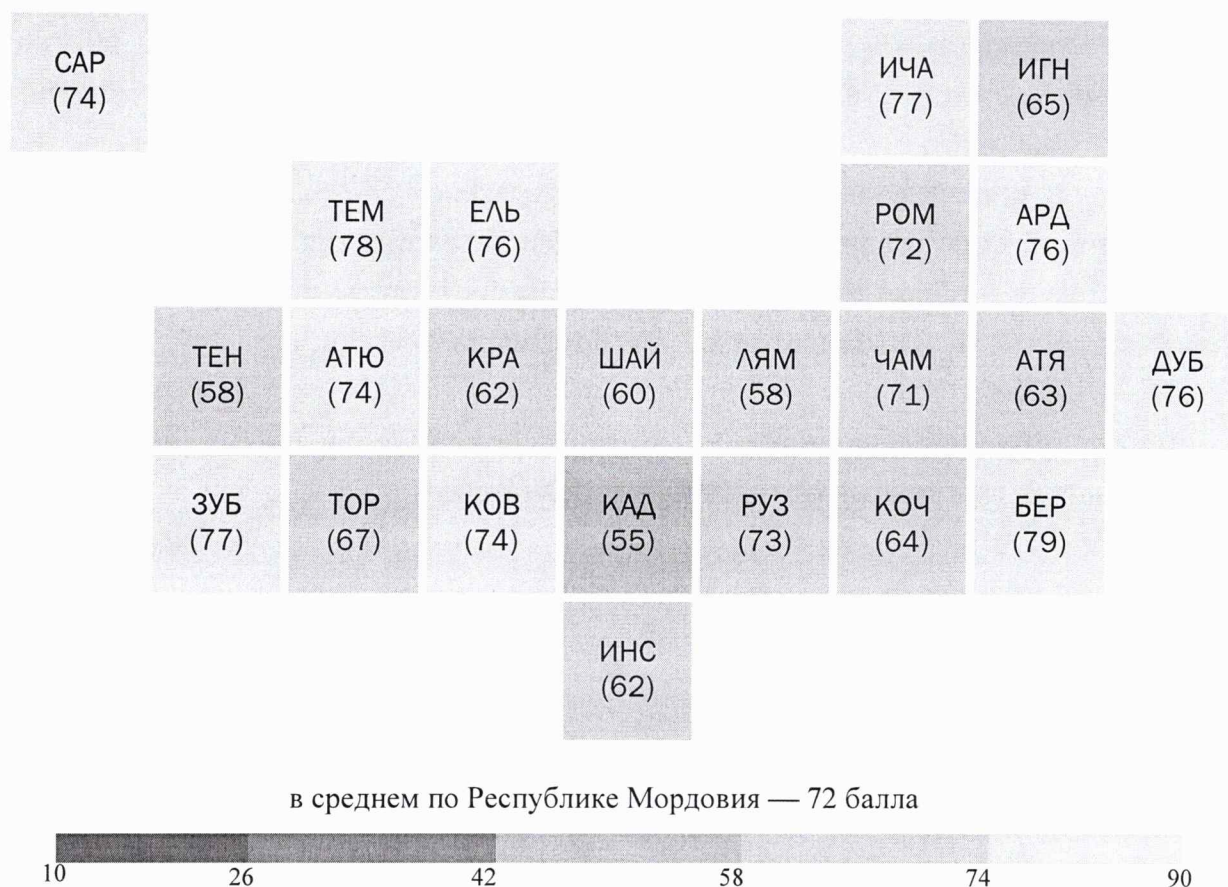 САР
(74)
ИЧА
(77)
ИГН
(65)
ТЕМ
(78)
ЕЛЬ
(76)
РОМ
(72)
АРД
(76)
ТЕН
(58)
АТЮ
(74)
КРА
(62)
ШАЙ
(60)
ЛЯМ
(58)
ЧАМ
(71)
АТЯ
(63)
ДУБ
(76)
ЗУБ
(77)
ТОР
(67)
КОВ
(74)
КАД
(55)
РУЗ
(73)
КОЧ
(64)
БЕР
(79)
ИНС
(62)
в среднем по Республике Мордовия — 72 балла
10 26 42 58 74 90